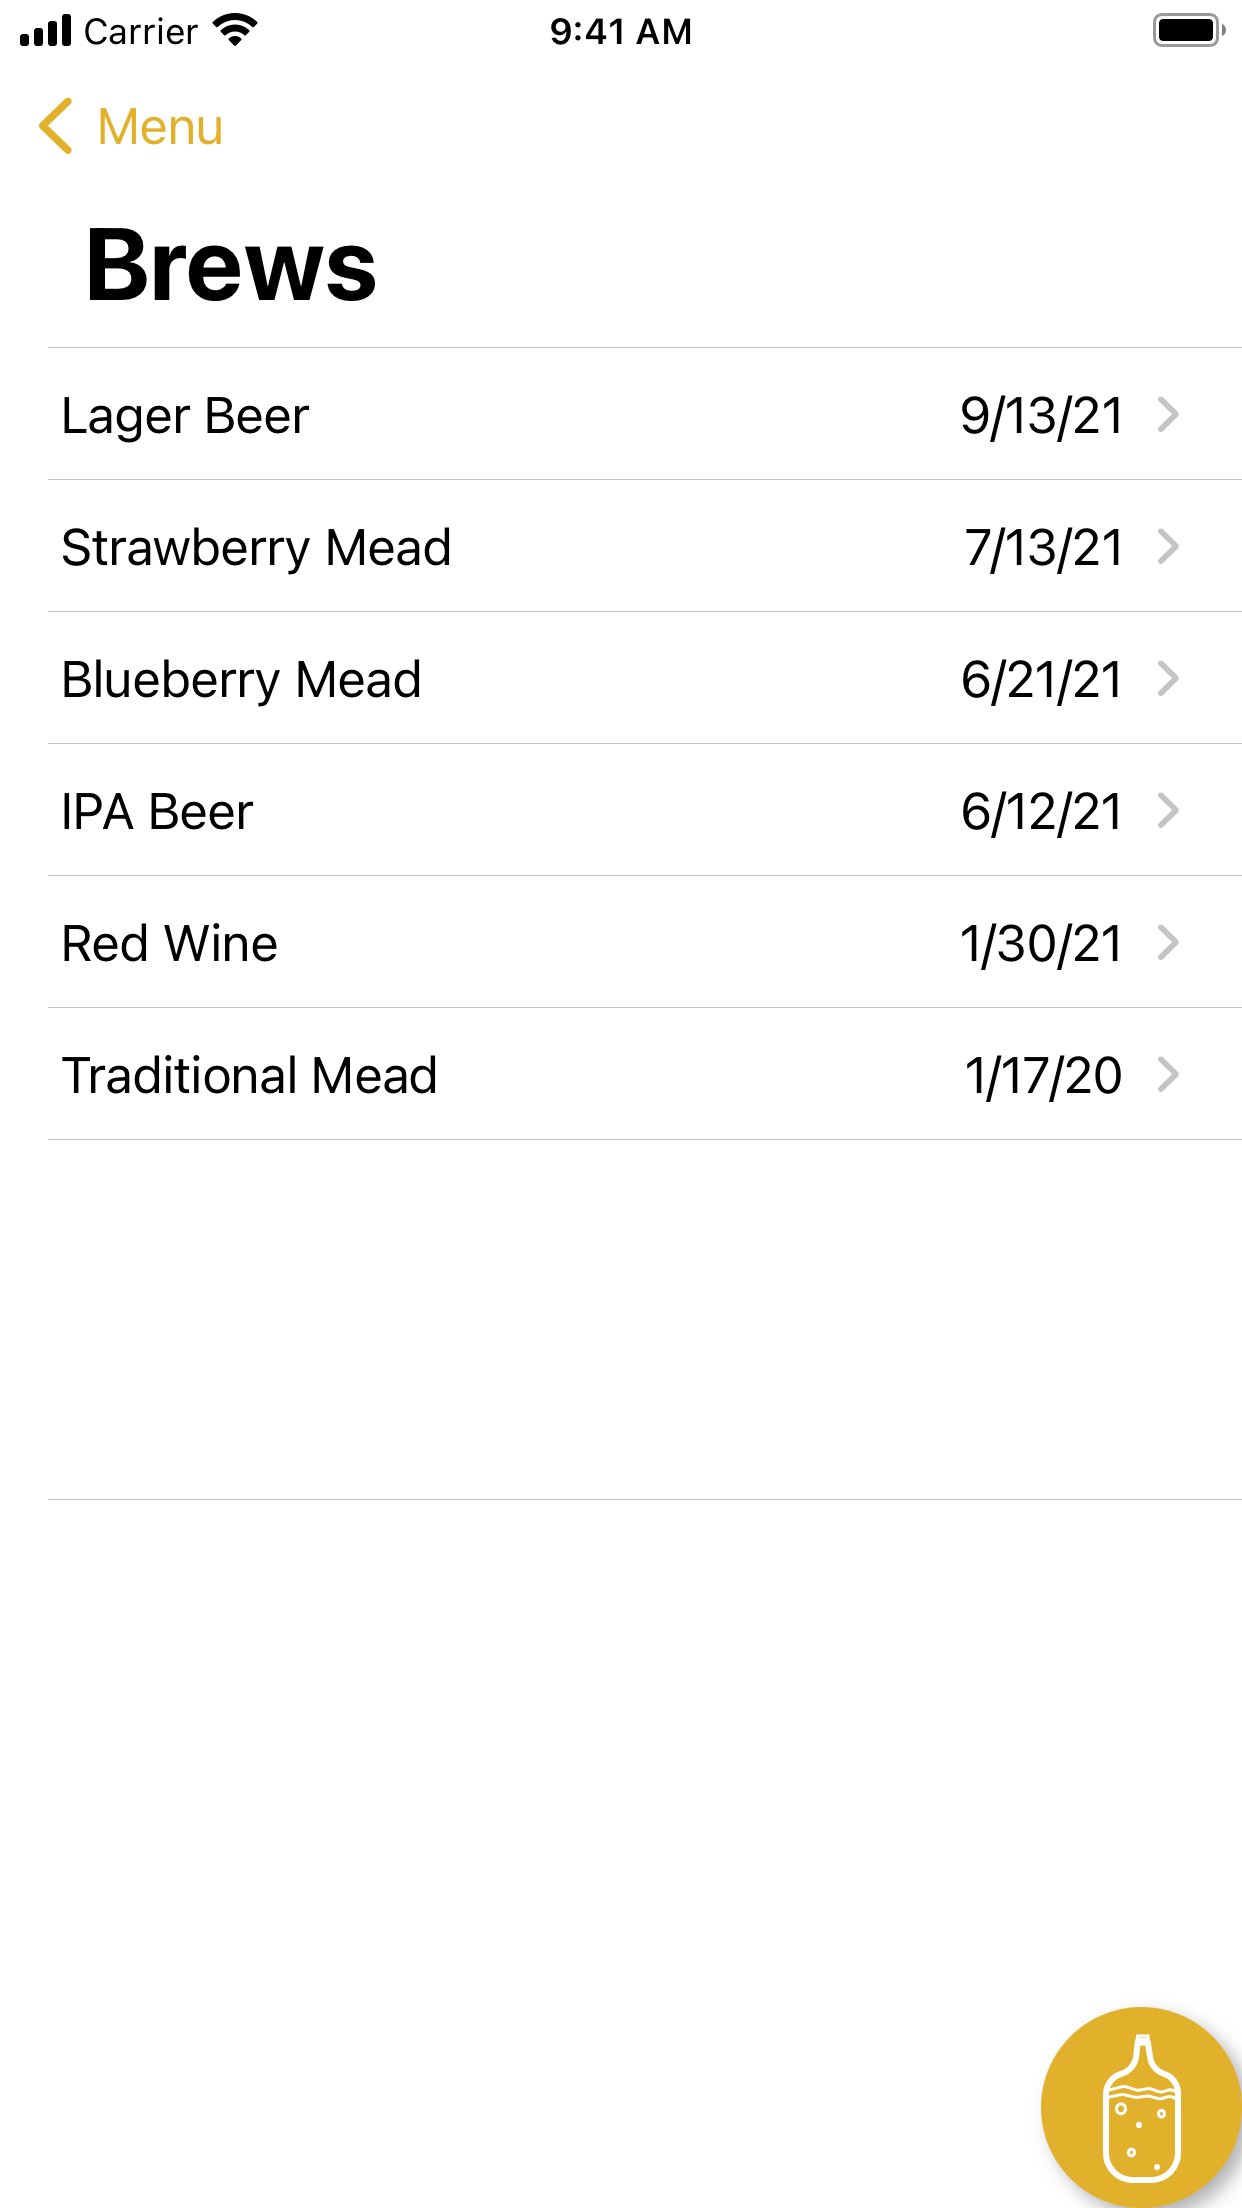 Carrier 9:41 AM
Menu
Brews
Lager Beer 9/13/21
Strawberry Mead 7/13/21
Blueberry Mead 6/21/21
IPA Beer 6/12/21
Red Wine 1/30/21
Traditional Mead 1/17/20